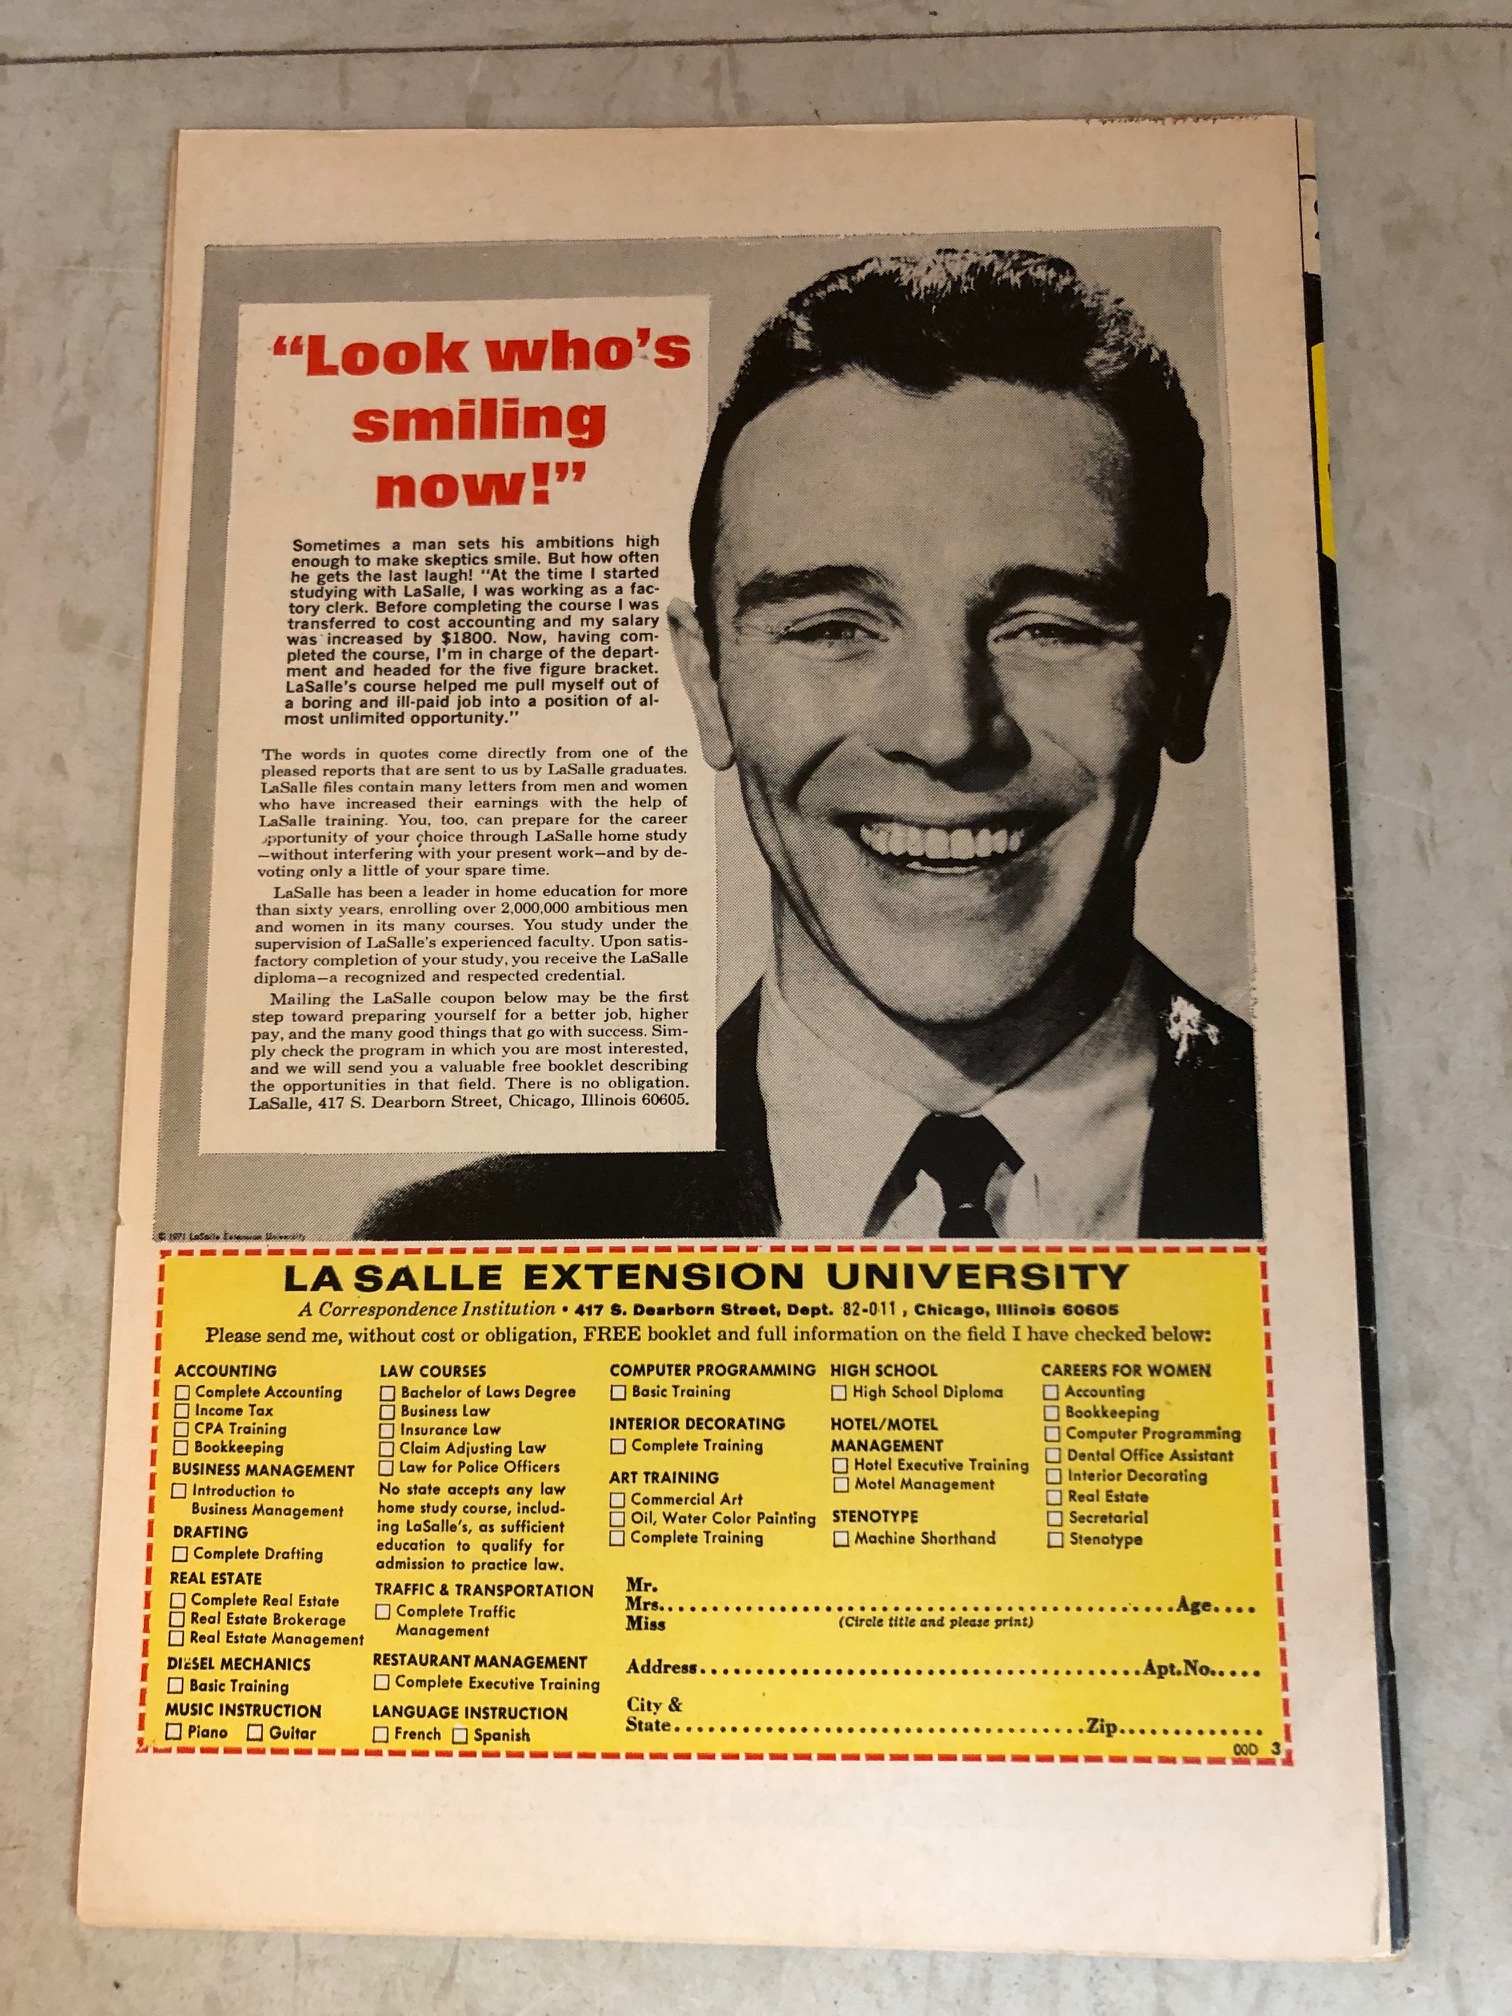 “Look who's
smiling
now!”
Sometimes a man sets his ambitions high
enough to make skeptics smile. But how often
he gets the last laugh! “At the time I started
studying with LaSalle, I was working as a fac-
tory clerk. Before completing the course I was
transferred to cost accounting and my salary
was increased by $1800. Now, having com-
pleted the course, I'm in charge of the depart-
ment and headed for the five figure bracket.
LaSalle's course helped me pull myself out of
a boring and ill-paid job into a position of al-
most unlimited opportunity.”
The words in quotes come directly from one of the
pleased reports that are sent to us by LaSalle graduates.
LaSalle files contain many letters from men and women
who have increased their earnings with the help of
LaSalle training. You, too, can prepare for the career
opportunity of your choice through LaSalle home study
—without interfering with your present work—and by de-
voting only a little of your spare time.
LaSalle has been a leader in home education for more
than sixty years, enrolling over 2,000,000 ambitious men
and women in its many courses. You study under the
supervision of LaSalle's experienced faculty. Upon satis-
factory completion of your study, you receive the LaSalle
diploma—a recognized and respected credential.
Mailing the LaSalle coupon below may be the first
step toward preparing yourself for a better job, higher
pay, and the many good things that go with success. Sim-
ply check the program in which you are most interested,
and we will send you a valuable free booklet describing
the opportunities in that field. There is no obligation.
LaSalle, 417 S. Dearborn Street, Chicago, Illinois 60605.
© 1971 LaSalle Extension University
LA SALLE EXTENSION UNIVERSITY
A Correspondence Institution • 417 S. Dearborn Street, Dept. 82-011, Chicago, Illinois 60605
Please send me, without cost or obligation, FREE booklet and full information on the field I have checked below:
ACCOUNTING
Complete Accounting
Income Tax
CPA Training
Bookkeeping
BUSINESS MANAGEMENT
Introduction to
Business Management
DRAFTING
Complete Drafting
REAL ESTATE
Complete Real Estate
Real Estate Brokerage
Real Estate Management
DIESEL MECHANICS
Basic Training
MUSIC INSTRUCTION
Piano Guitar
LAW COURSES
Bachelor of Laws Degree
Business Law
Insurance Law
Claim Adjusting Law
Law for Police Officers
No state accepts any law
home study course, includ-
ing LaSalle's, as sufficient
education to qualify for
admission to practice law.
TRAFFIC & TRANSPORTATION
Complete Traffic
Management
RESTAURANT MANAGEMENT
Complete Executive Training
LANGUAGE INSTRUCTION
French Spanish
COMPUTER PROGRAMMING
Basic Training
INTERIOR DECORATING
Complete Training
ART TRAINING
Commercial Art
Oil, Water Color Painting
Complete Training
HIGH SCHOOL
High School Diploma
HOTEL/MOTEL
MANAGEMENT
Hotel Executive Training
Motel Management
STENOTYPE
Machine Shorthand
CAREERS FOR WOMEN
Accounting
Bookkeeping
Computer Programming
Dental Office Assistant
Interior Decorating
Real Estate
Secretarial
Stenotype
Mr.
Mrs. Age
Miss (Circle title and please print)
Address Apt. No.
City &
State Zip
00D 3